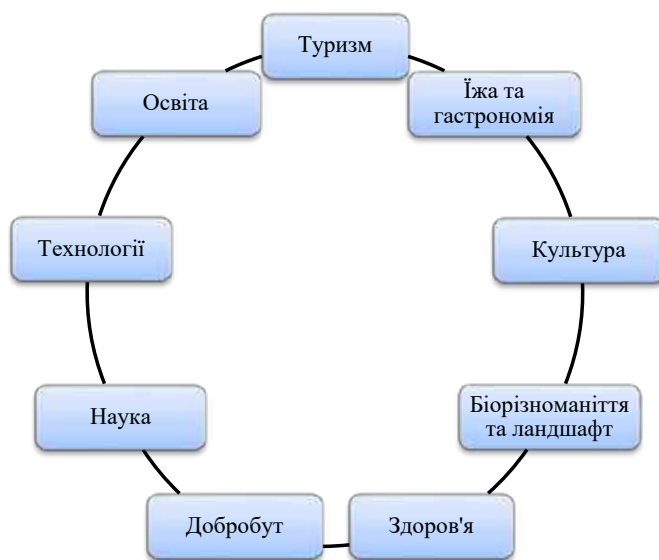 Туризм
Їжа та
гастрономія
Культура
Біорізноманіття
та ландшафт
Здоров'я
Добробут
Наука
Технології
Освіта